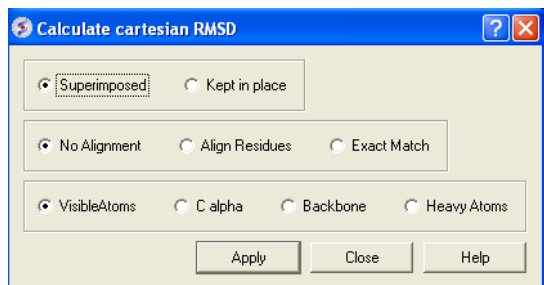 Calculate cartesian RMSD
Superimposed Kept in place
No Alignment Align Residues Exact Match
VisibleAtoms C alpha Backbone Heavy Atoms
Apply Close Help